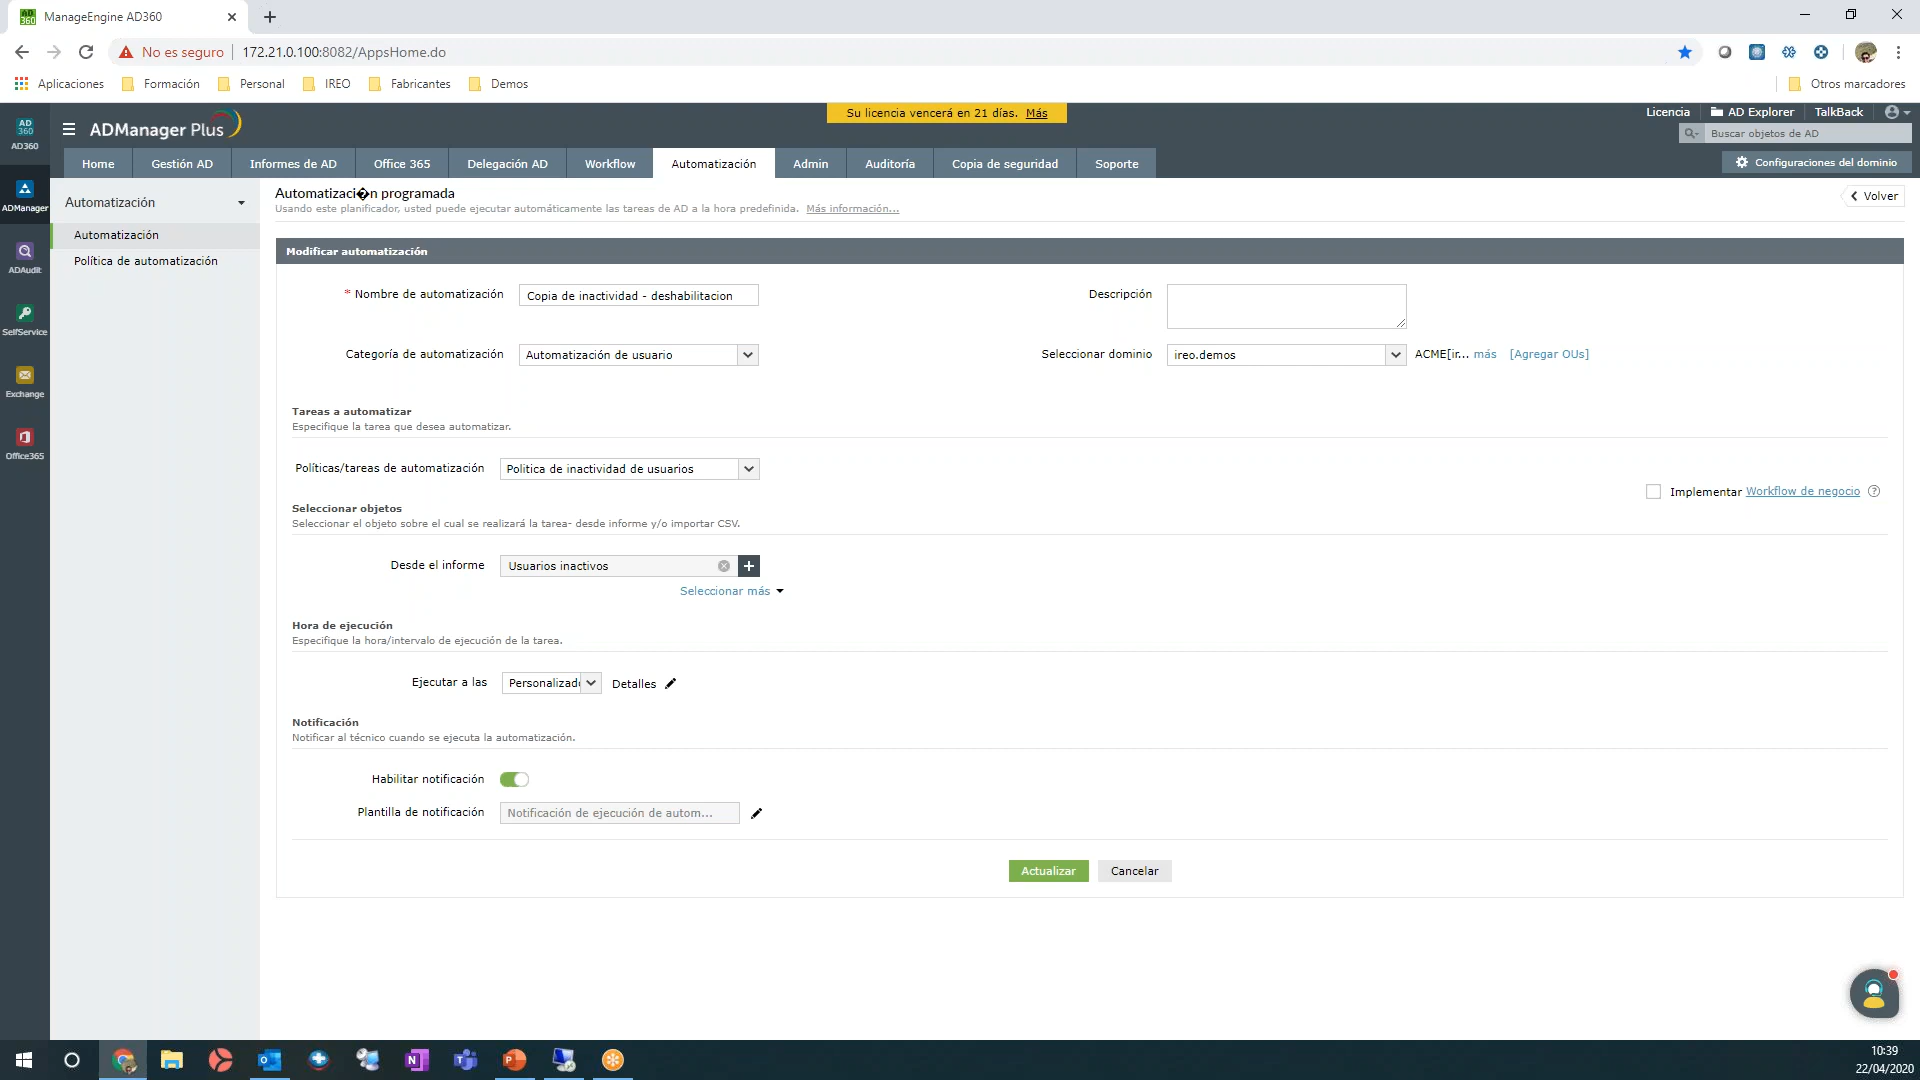 ManageEngine AD360
No es seguro 172.21.0.100:8082/AppsHome.do
Aplicaciones Formación Personal IREO Fabricantes Demos Otros marcadores
AD360
ADManager
ADAudit
SelfService
Exchange
Office365
ADManager Plus
Su licencia vencerá en 21 días. Más
Licencia AD Explorer TalkBack
Buscar objetos de AD
Home Gestión AD Informes de AD Office 365 Delegación AD Workflow Automatización Admin Auditoría Copia de seguridad Soporte
Configuraciones del dominio
Automatización
Automatización
Política de automatización
Automatizaci�n programada
Usando este planificador, usted puede ejecutar automáticamente las tareas de AD a la hora predefinida. Más información...
Volver
Modificar automatización
* Nombre de automatización Copia de inactividad - deshabilitacion
Descripción
Categoría de automatización Automatización de usuario
Seleccionar dominio ireo.demos ACME[ir... más [Agregar OUs]
Tareas a automatizar
Especifique la tarea que desea automatizar.
Políticas/tareas de automatización Politica de inactividad de usuarios
Implementar Workflow de negocio ?
Seleccionar objetos
Seleccionar el objeto sobre el cual se realizará la tarea- desde informe y/o importar CSV.
Desde el informe Usuarios inactivos
Seleccionar más
Hora de ejecución
Especifique la hora/intervalo de ejecución de la tarea.
Ejecutar a las Personalizad Detalles
Notificación
Notificar al técnico cuando se ejecuta la automatización.
Habilitar notificación
Plantilla de notificación Notificación de ejecución de autom...
Actualizar Cancelar
10:39
22/04/2020